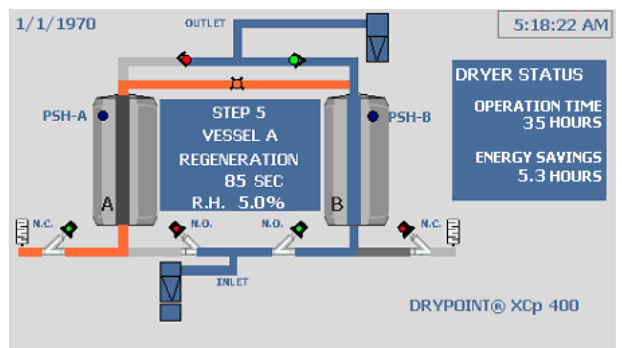 1/1/1970
OUTLET
5:18:22 AM
DRYER STATUS
OPERATION TIME
35 HOURS
ENERGY SAVINGS
5.3 HOURS
PSH-A
PSH-B
STEP 5
VESSEL A
REGENERATION
85 SEC
R.H. 5.0%
A
B
N.C.
N.O.
N.O.
N.C.
INLET
DRYPOINT® XCp 400